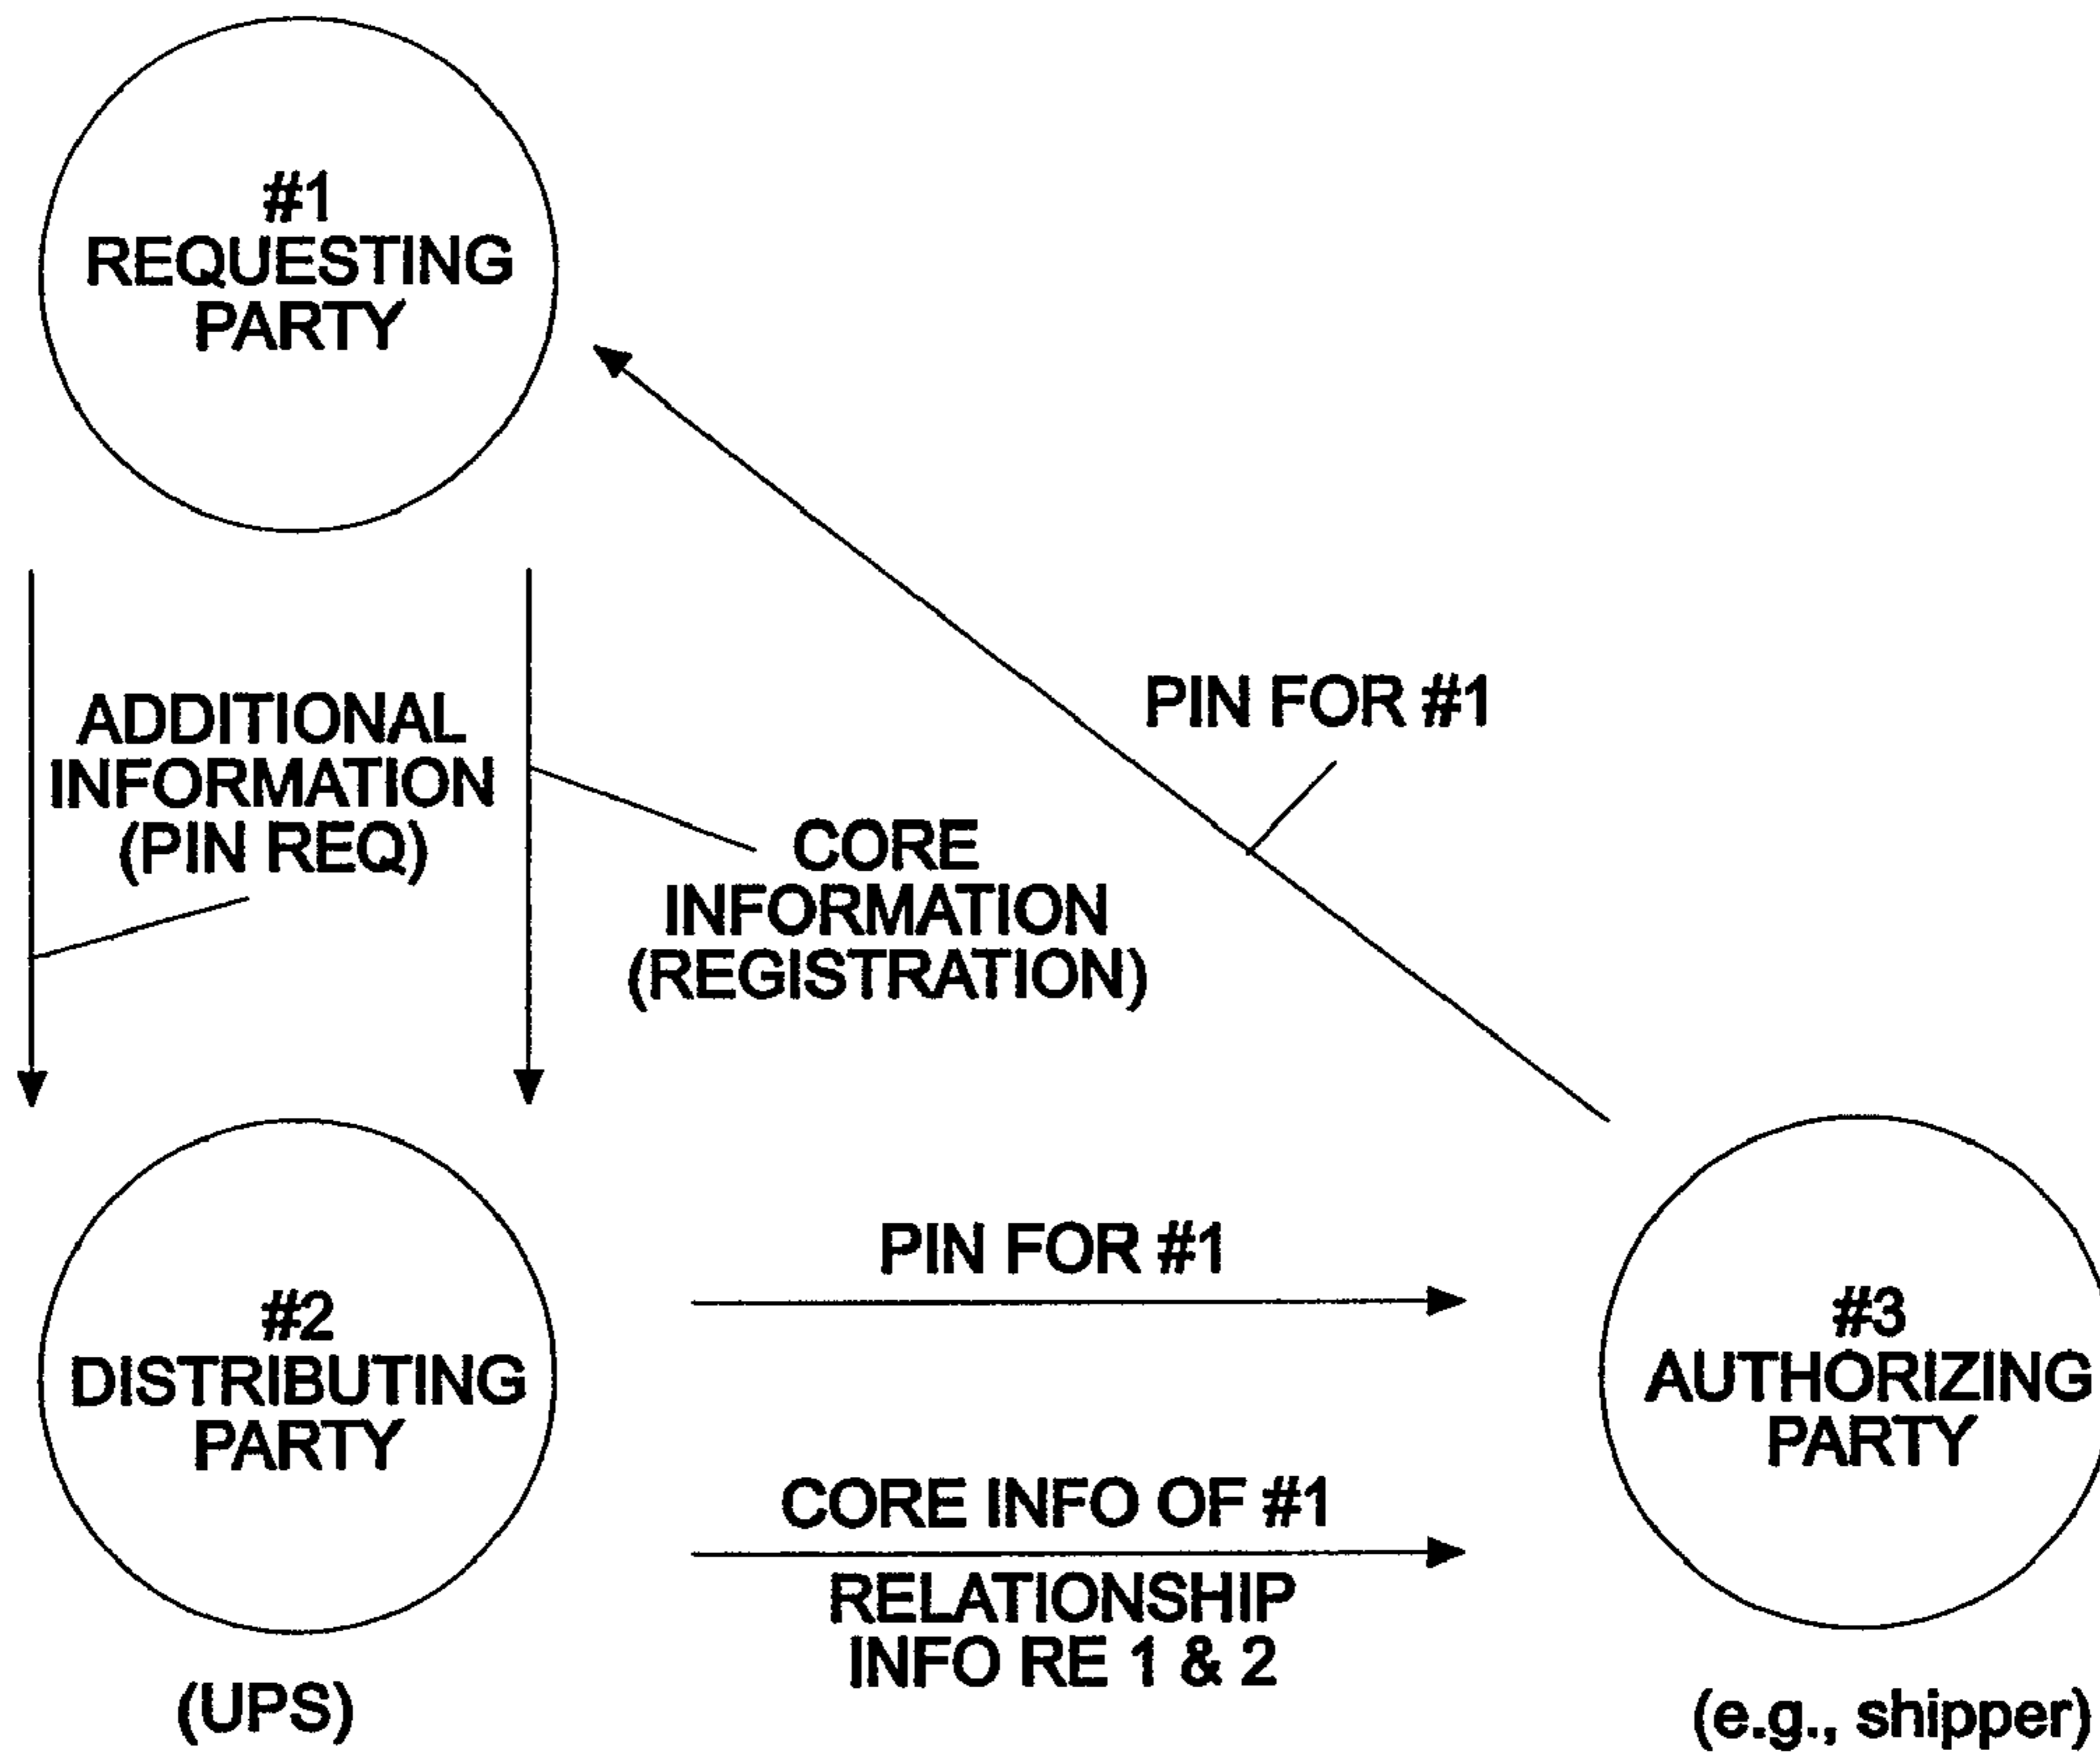 #1
REQUESTING
PARTY
ADDITIONAL
INFORMATION
(PIN REQ)
PIN FOR #1
CORE
INFORMATION
(REGISTRATION)
#2
DISTRIBUTING
PARTY
(UPS)
PIN FOR #1
CORE INFO OF #1
RELATIONSHIP
INFO RE 1 & 2
#3
AUTHORIZING
PARTY
(e.g., shipper)